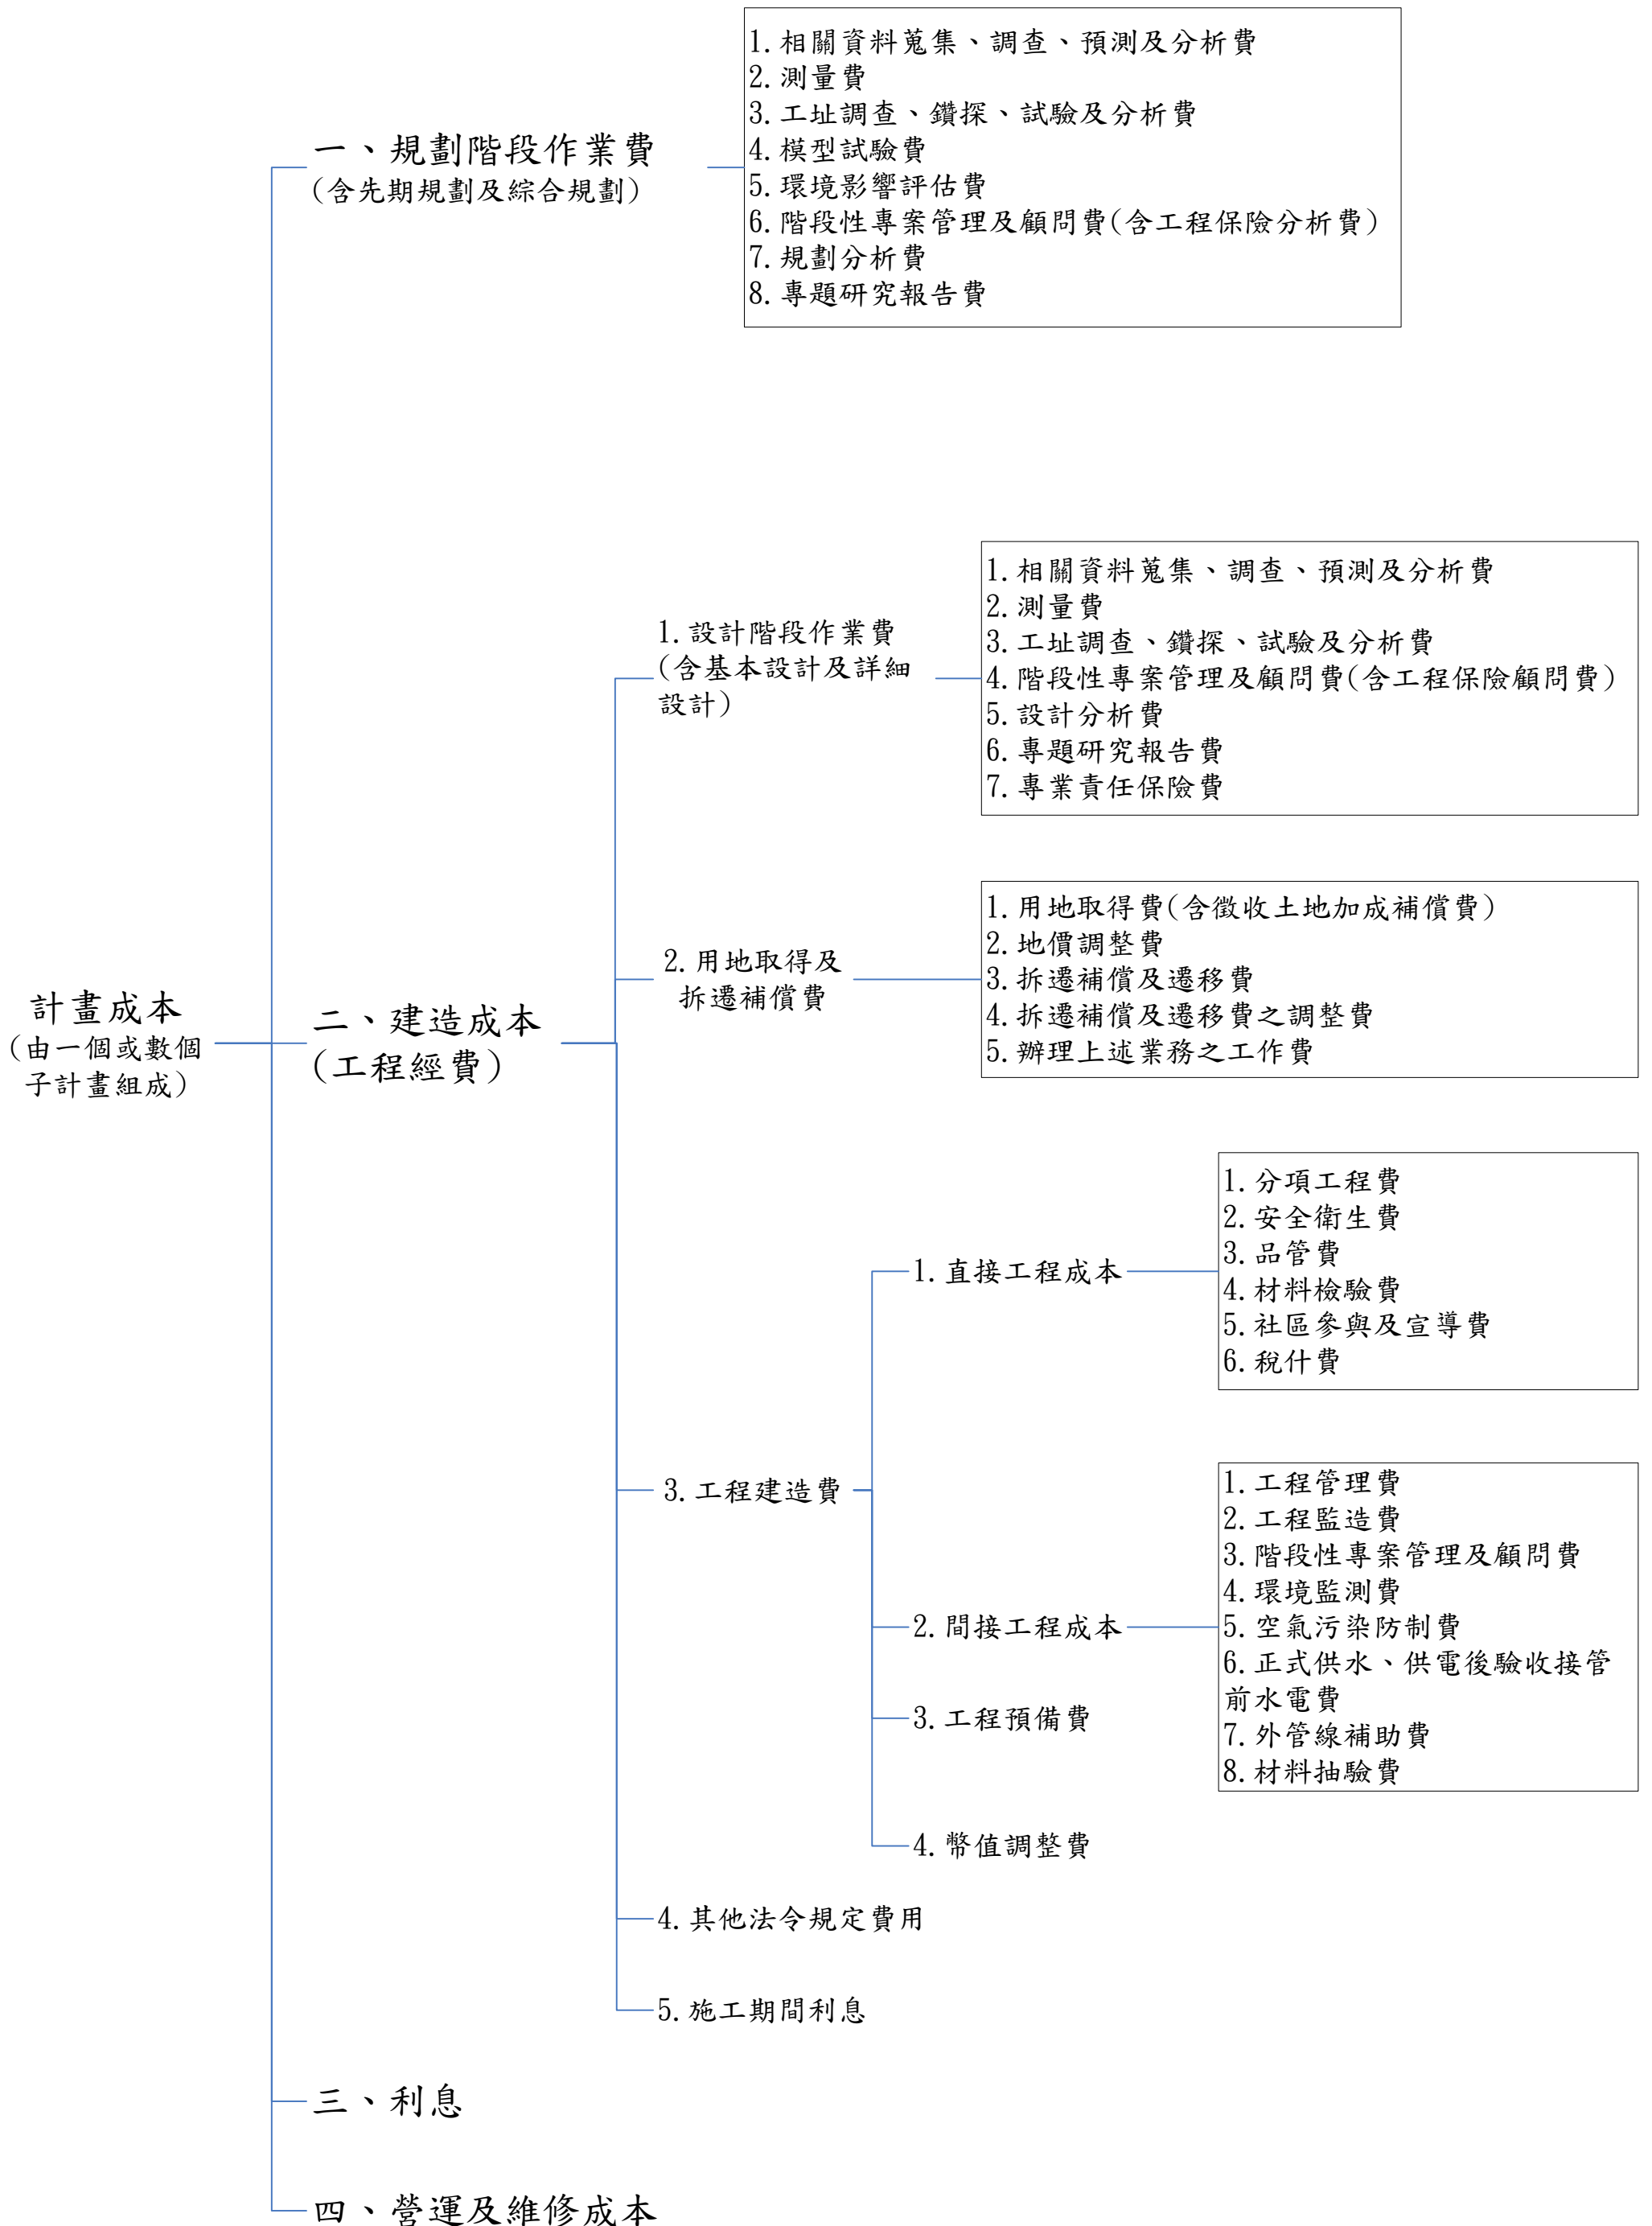 計畫成本
(由一個或數個
子計畫組成)
一、規劃階段作業費
(含先期規劃及綜合規劃)
1.相關資料蒐集、調查、預測及分析費
2.測量費
3.工址調查、鑽探、試驗及分析費
4.模型試驗費
5.環境影響評估費
6.階段性專案管理及顧問費(含工程保險分析費)
7.規劃分析費
8.專題研究報告費
二、建造成本
(工程經費)
1.設計階段作業費
(含基本設計及詳細
設計)
1.相關資料蒐集、調查、預測及分析費
2.測量費
3.工址調查、鑽探、試驗及分析費
4.階段性專案管理及顧問費(含工程保險顧問費)
5.設計分析費
6.專題研究報告費
7.專業責任保險費
2.用地取得及
拆遷補償費
1.用地取得費(含徵收土地加成補償費)
2.地價調整費
3.拆遷補償及遷移費
4.拆遷補償及遷移費之調整費
5.辦理上述業務之工作費
3.工程建造費
1.直接工程成本
1.分項工程費
2.安全衛生費
3.品管費
4.材料檢驗費
5.社區參與及宣導費
6.稅什費
2.間接工程成本
1.工程管理費
2.工程監造費
3.階段性專案管理及顧問費
4.環境監測費
5.空氣污染防制費
6.正式供水、供電後驗收接管
前水電費
7.外管線補助費
8.材料抽驗費
3.工程預備費
4.幣值調整費
4.其他法令規定費用
5.施工期間利息
三、利息
四、營運及維修成本